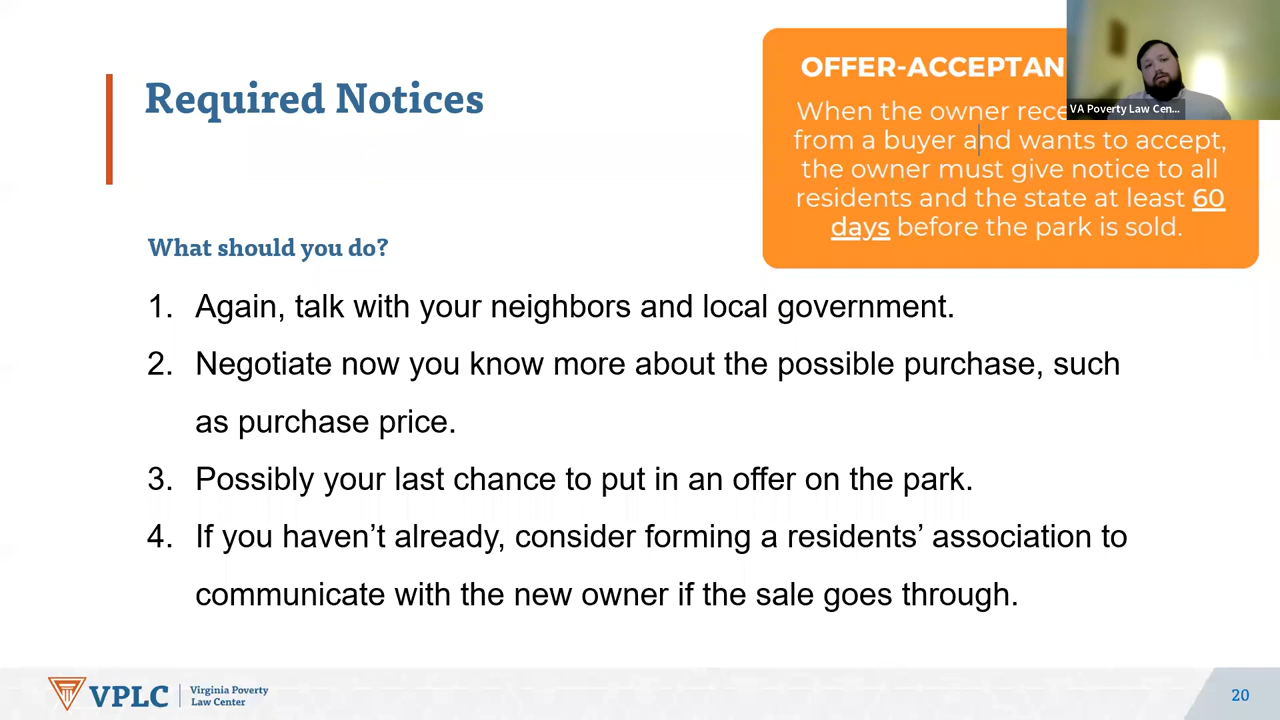 Required Notices
OFFER-ACCEPTAN
When the owner rece
from a buyer and wants to accept,
the owner must give notice to all
residents and the state at least 60
days before the park is sold.
VA Poverty Law Cen...
What should you do?
1. Again, talk with your neighbors and local government.
2. Negotiate now you know more about the possible purchase, such
as purchase price.
3. Possibly your last chance to put in an offer on the park.
4. If you haven’t already, consider forming a residents’ association to
communicate with the new owner if the sale goes through.
VPLC
Virginia Poverty
Law Center
20